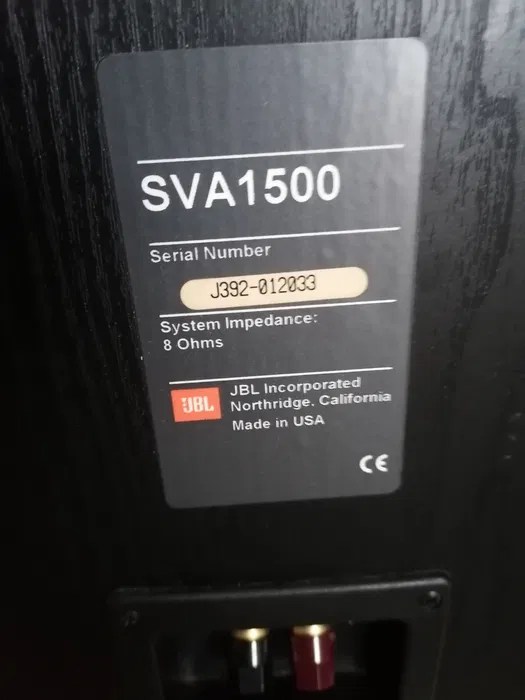 SVA1500
Serial Number
J392-012033
System Impedance:
8 Ohms
JBL
JBL Incorporated
Northridge, California
Made in USA
CE